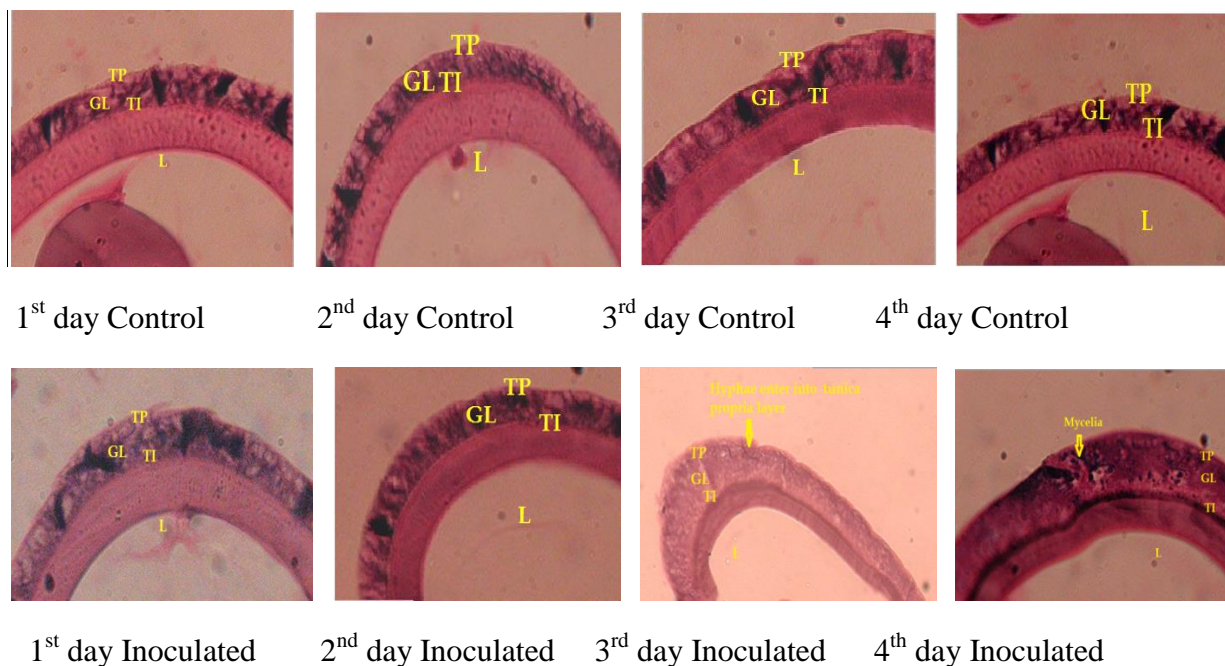 TP
GL TI
L
TP
GL TI
L
TP
GL TI
L
TP
GL
TI
L
1st day Control 2nd day Control 3rd day Control 4th day Control
TP
GL TI
L
TP
GL
TI
L
Hyphae enter into tunica
propria layer
TP
GL
TI
L
Mycelia
TP
GL
TI
L
1st day Inoculated 2nd day Inoculated 3rd day Inoculated 4th day Inoculated